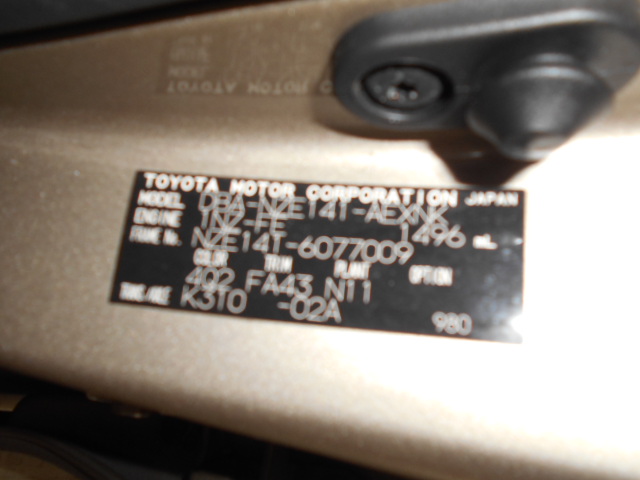 TOYOTA MOTOR CORPORATION JAPAN
MODEL DBA-NZE141-AEXNK
ENGINE 1NZ-FE 1496 mL
FRAME No. NZE141-6077009
COLOR TRIM PLANT OPTION
402 FA43 N11
TRANS./AXLE K310 -02A
980